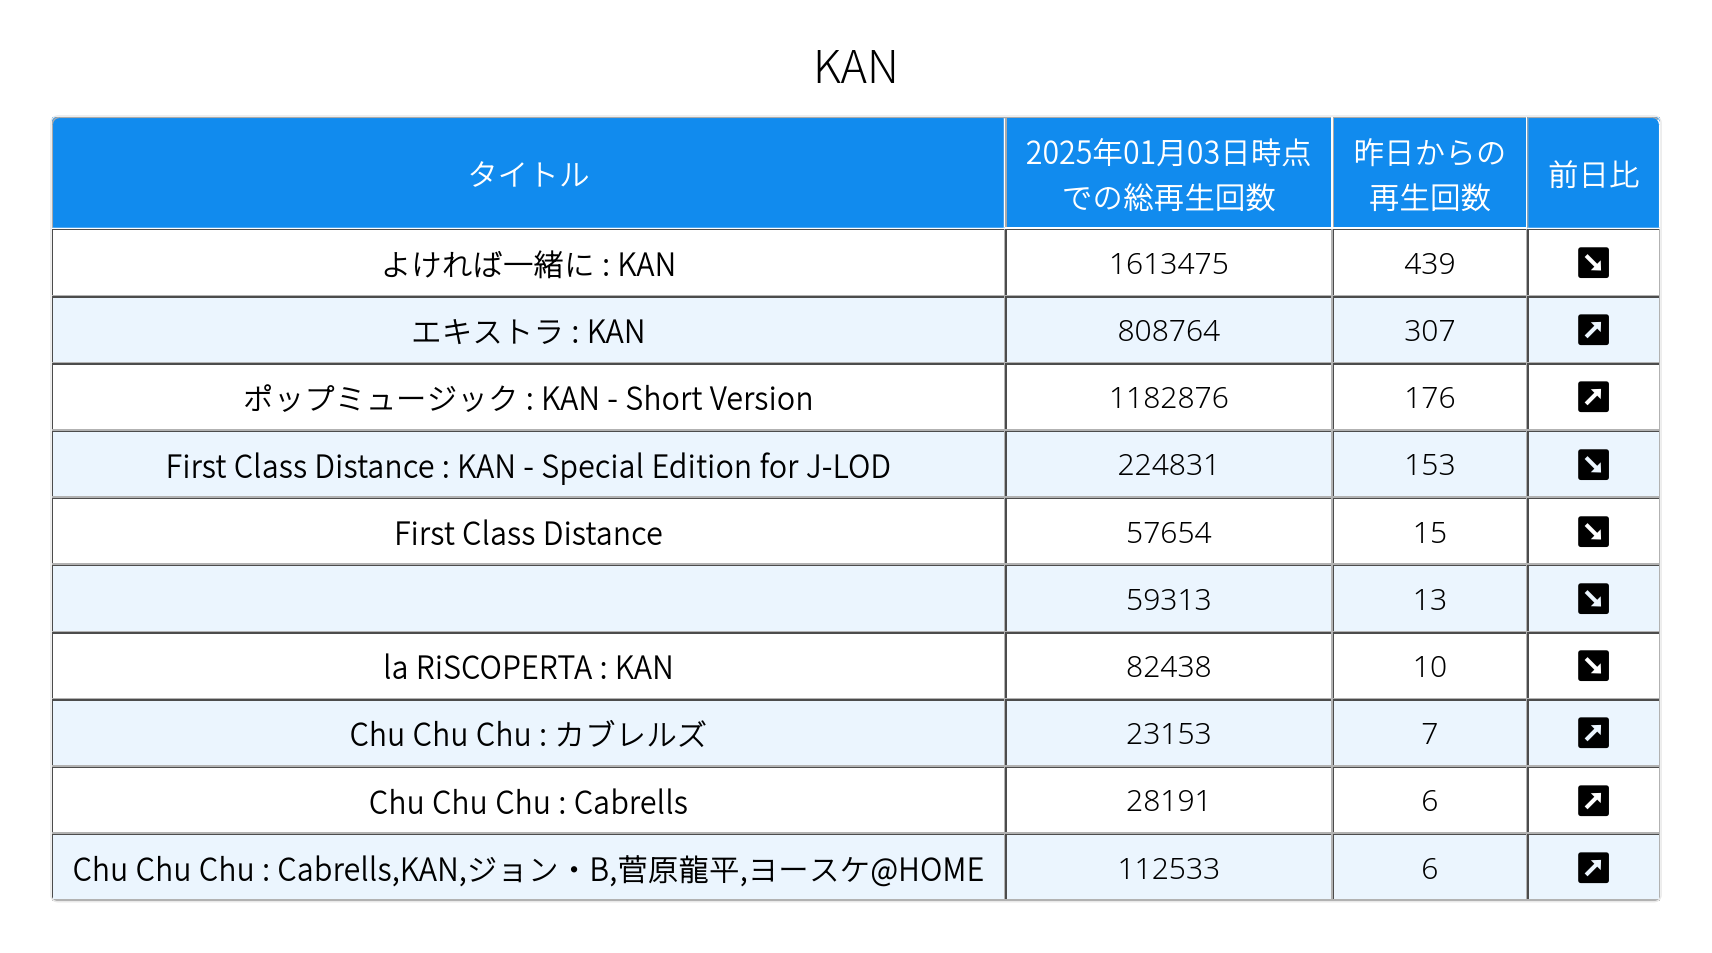 KAN
タイトル
2025年01月03日時点
での総再生回数
昨日からの
再生回数
前日比
よければ一緒に : KAN 1613475 439
エキストラ : KAN 808764 307
ポップミュージック : KAN - Short Version 1182876 176
First Class Distance : KAN - Special Edition for J-LOD 224831 153
First Class Distance 57654 15
59313 13
la RiSCOPERTA : KAN 82438 10
Chu Chu Chu : カブレルズ 23153 7
Chu Chu Chu : Cabrells 28191 6
Chu Chu Chu : Cabrells,KAN,ジョン・B,菅原龍平,ヨースケ@HOME 112533 6